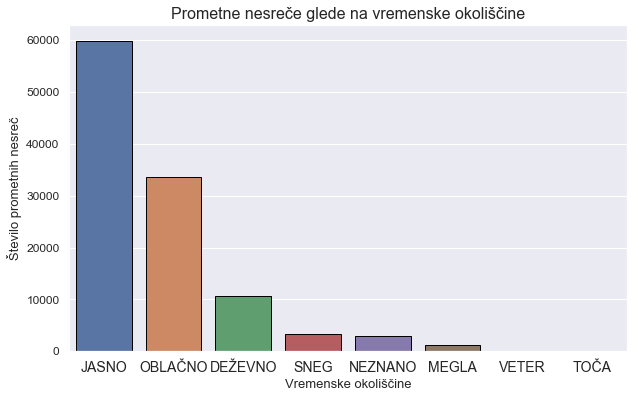 Prometne nesreče glede na vremenske okoliščine
Število prometnih nesreč
60000
50000
40000
30000
20000
10000
0
JASNO OBLAČNO DEŽEVNO SNEG NEZNANO MEGLA VETER TOČA
Vremenske okoliščine